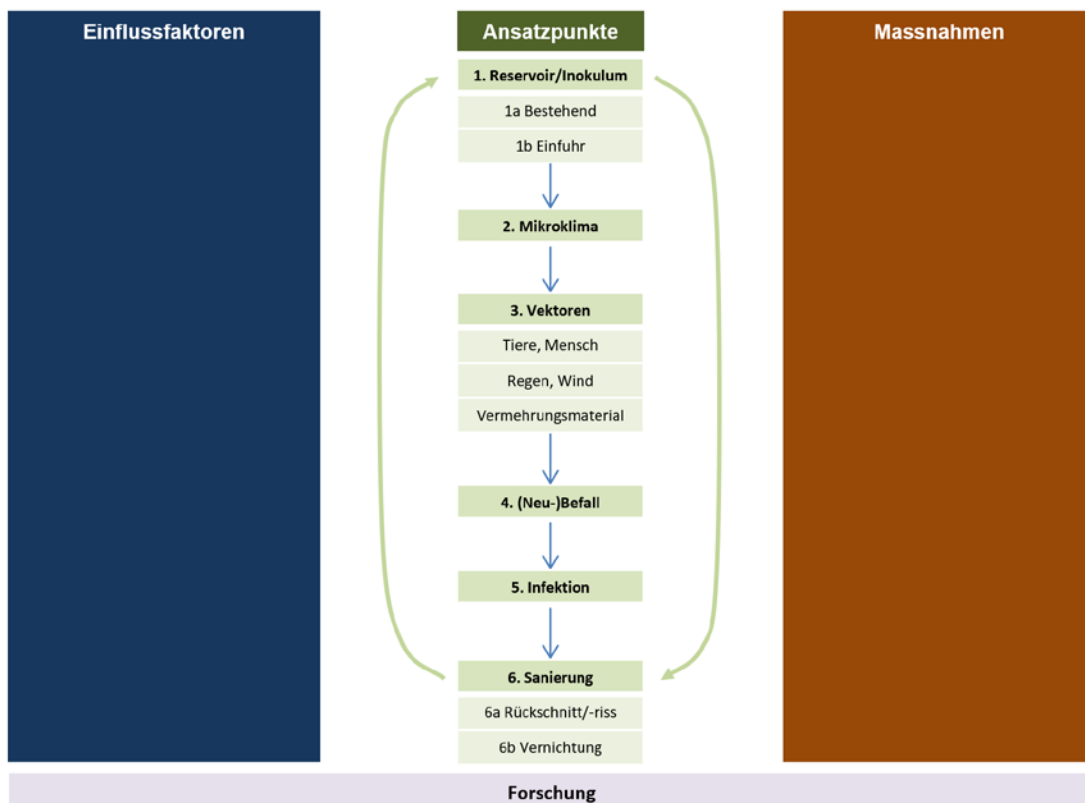 Einflussfaktoren
Ansatzpunkte
Massnahmen
1. Reservoir/Inokulum
1a Bestehend
1b Einfuhr
2. Mikroklima
3. Vektoren
Tiere, Mensch
Regen, Wind
Vermehrungsmaterial
4. (Neu-)Befall
5. Infektion
6. Sanierung
6a Rückschnitt/-riss
6b Vernichtung
Forschung